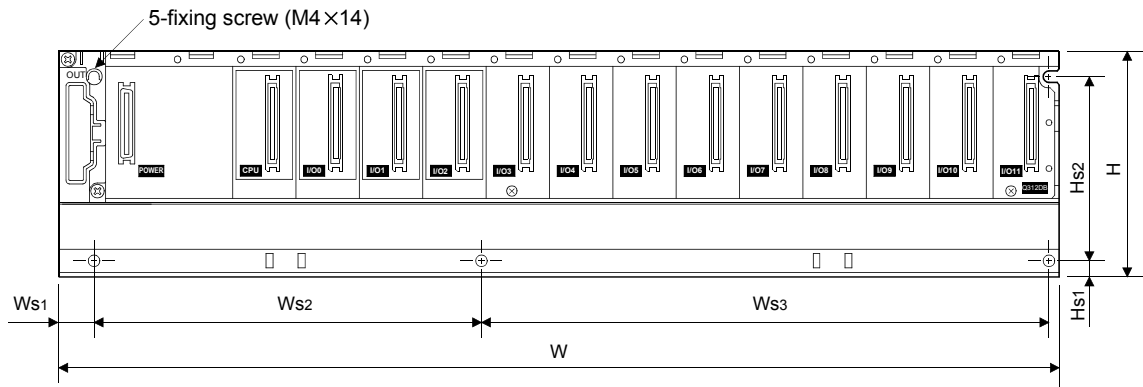 5-fixing screw (M4×14)
OUT
POWER
CPU
I/O0
I/O1
I/O2
I/O3
I/O4
I/O5
I/O6
I/O7
I/O8
I/O9
I/O10
I/O11
Q312DB
Hs2
H
Hs1
Ws1
Ws2
Ws3
W